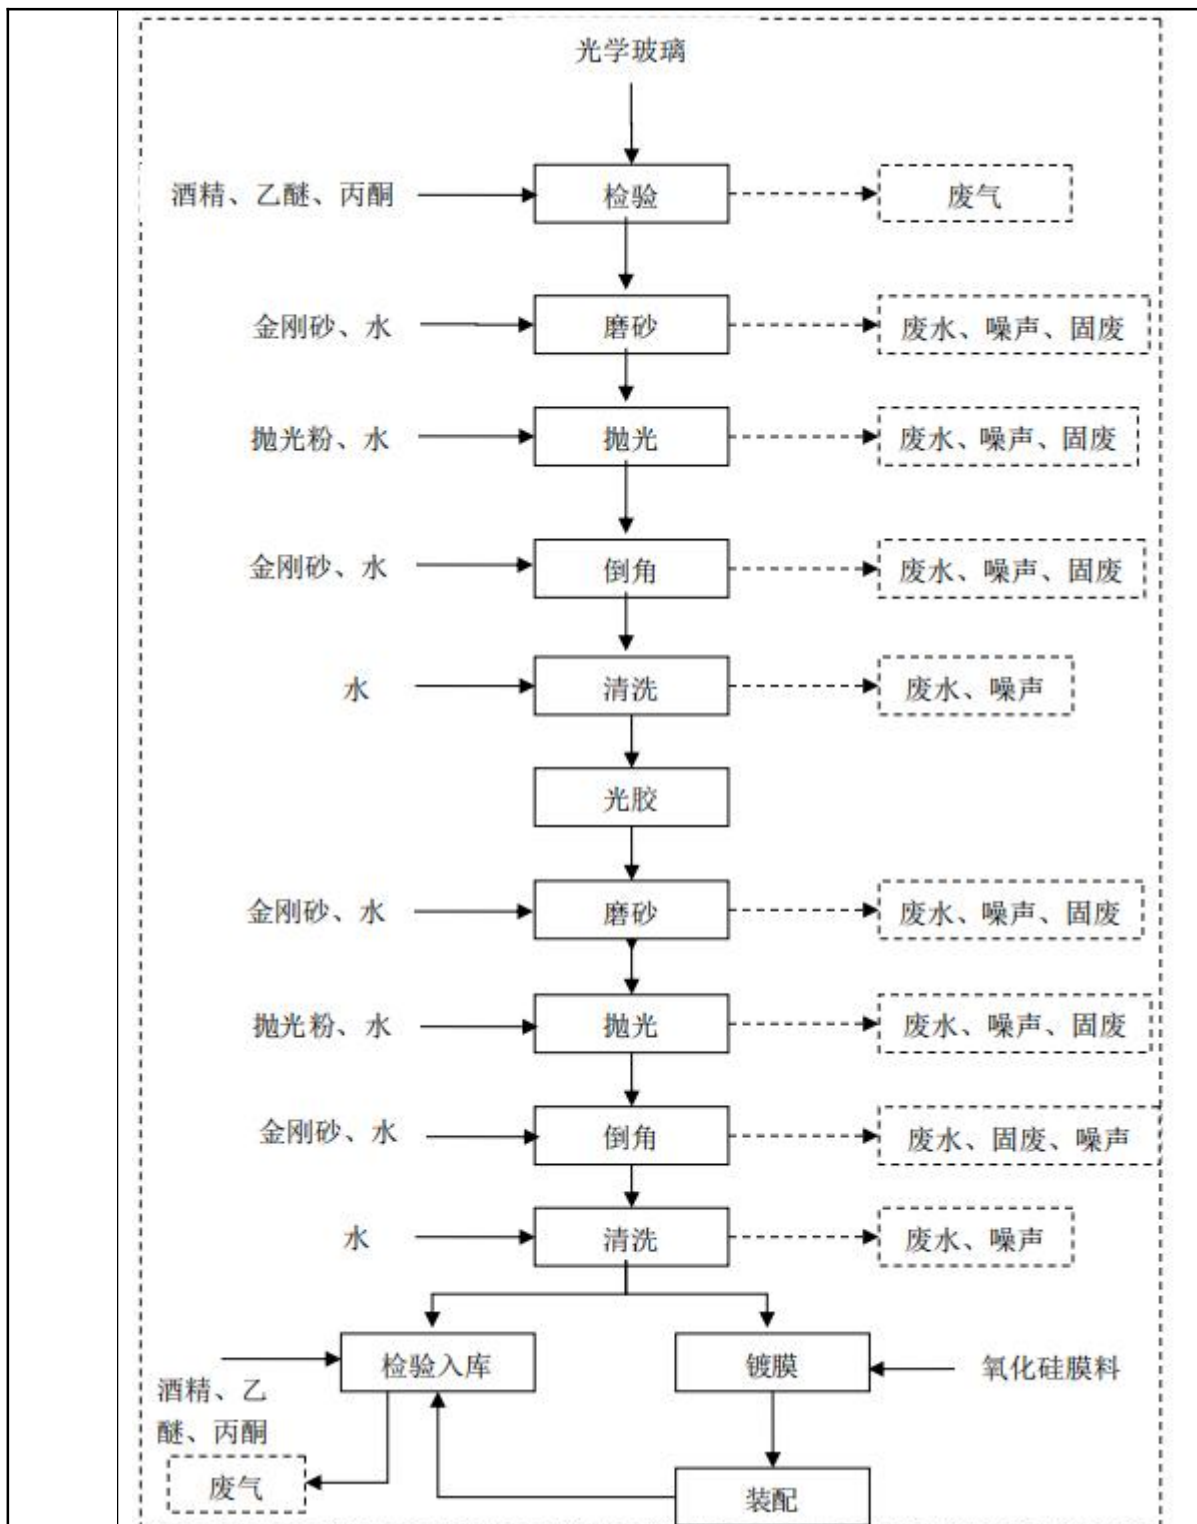 光学玻璃
酒精、乙醚、丙酮
检验
废气
金刚砂、水
磨砂
废水、噪声、固废
抛光粉、水
抛光
废水、噪声、固废
金刚砂、水
倒角
废水、噪声、固废
水
清洗
废水、噪声
光胶
金刚砂、水
磨砂
废水、噪声、固废
抛光粉、水
抛光
废水、噪声、固废
金刚砂、水
倒角
废水、固废、噪声
水
清洗
废水、噪声
检验入库
镀膜
氧化硅膜料
酒精、乙
醚、丙酮
废气
装配